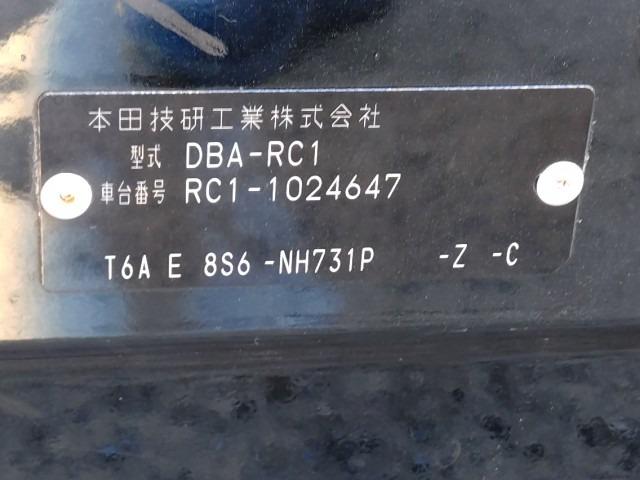 本田技研工業株式会社
型式 DBA-RC1
車台番号 RC1-1024647
T6A E 8S6 -NH731P -Z -C